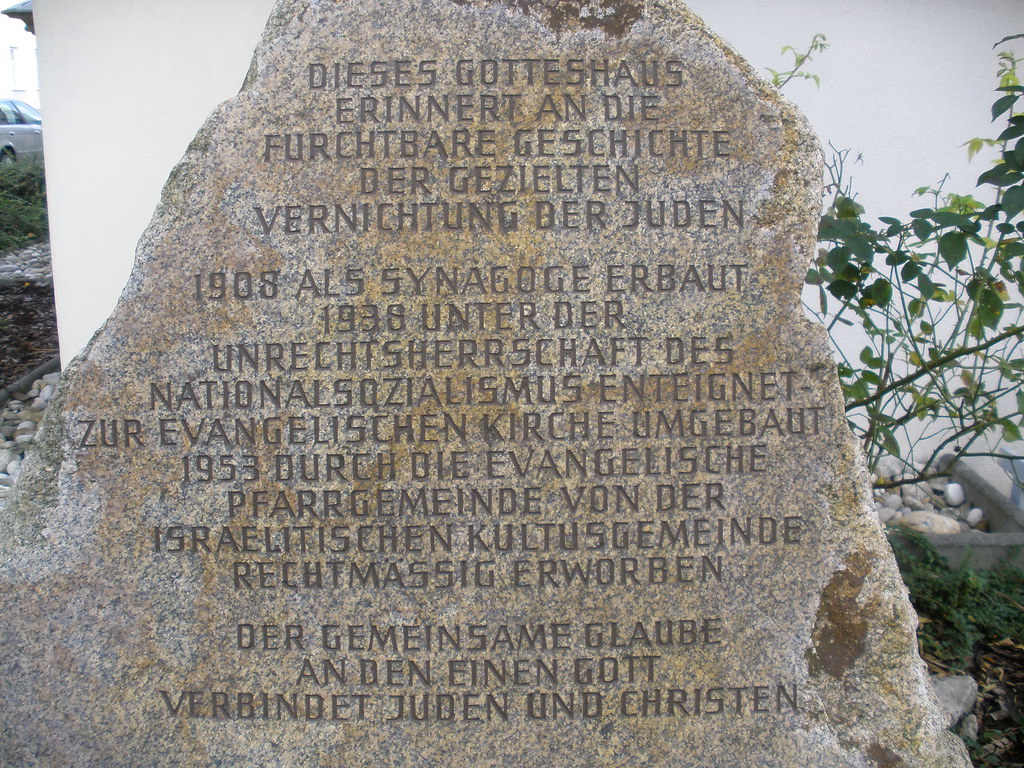 DIESES GOTTESHAUS
ERINNERT AN DIE
FURCHTBARE GESCHICHTE
DER GEZIELTEN
VERNICHTUNG DER JUDEN
1908 ALS SYNAGOGE ERBAUT
1938 UNTER DER
UNRECHTSHERRSCHAFT DES
NATIONALSOZIALISMUS ENTEIGNET-
ZUR EVANGELISCHEN KIRCHE UMGEBAUT
1953 DURCH DIE EVANGELISCHE
PFARRGEMEINDE VON DER
ISRAELITISCHEN KULTUSGEMEINDE
RECHTMASSIG ERWORBEN
DER GEMEINSAME GLAUBE
AN DEN EINEN GOTT
VERBINDET JUDEN UND CHRISTEN